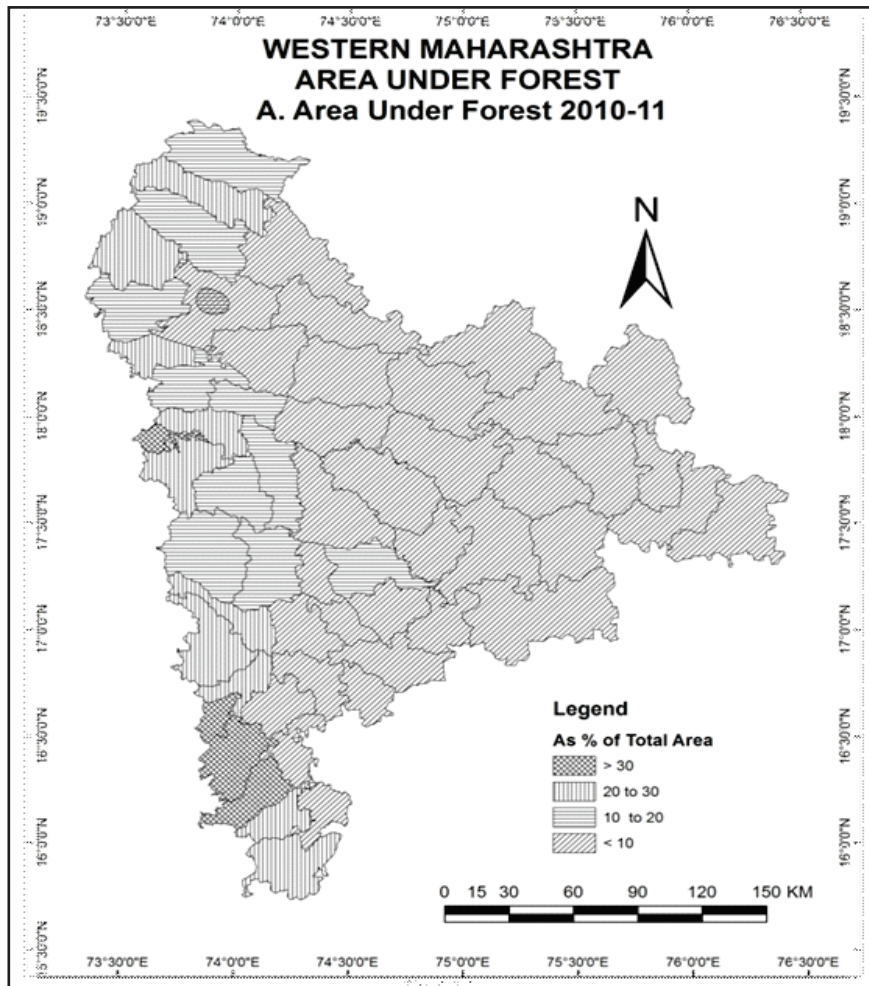 73°30'0"E 74°0'0"E 74°30'0"E 75°0'0"E 75°30'0"E 76°0'0"E 76°30'0"E
WESTERN MAHARASHTRA
AREA UNDER FOREST
A. Area Under Forest 2010-11
N
19°30'0"N 19°30'0"N
19°0'0"N 19°0'0"N
18°30'0"N 18°30'0"N
18°0'0"N 18°0'0"N
17°30'0"N 17°30'0"N
17°0'0"N 17°0'0"N
16°30'0"N 16°30'0"N
16°0'0"N 16°0'0"N
15°30'0"N
Legend
As % of Total Area
> 30
20 to 30
10 to 20
< 10
0 15 30 60 90 120 150 KM
73°30'0"E 74°0'0"E 74°30'0"E 75°0'0"E 75°30'0"E 76°0'0"E 76°30'0"E